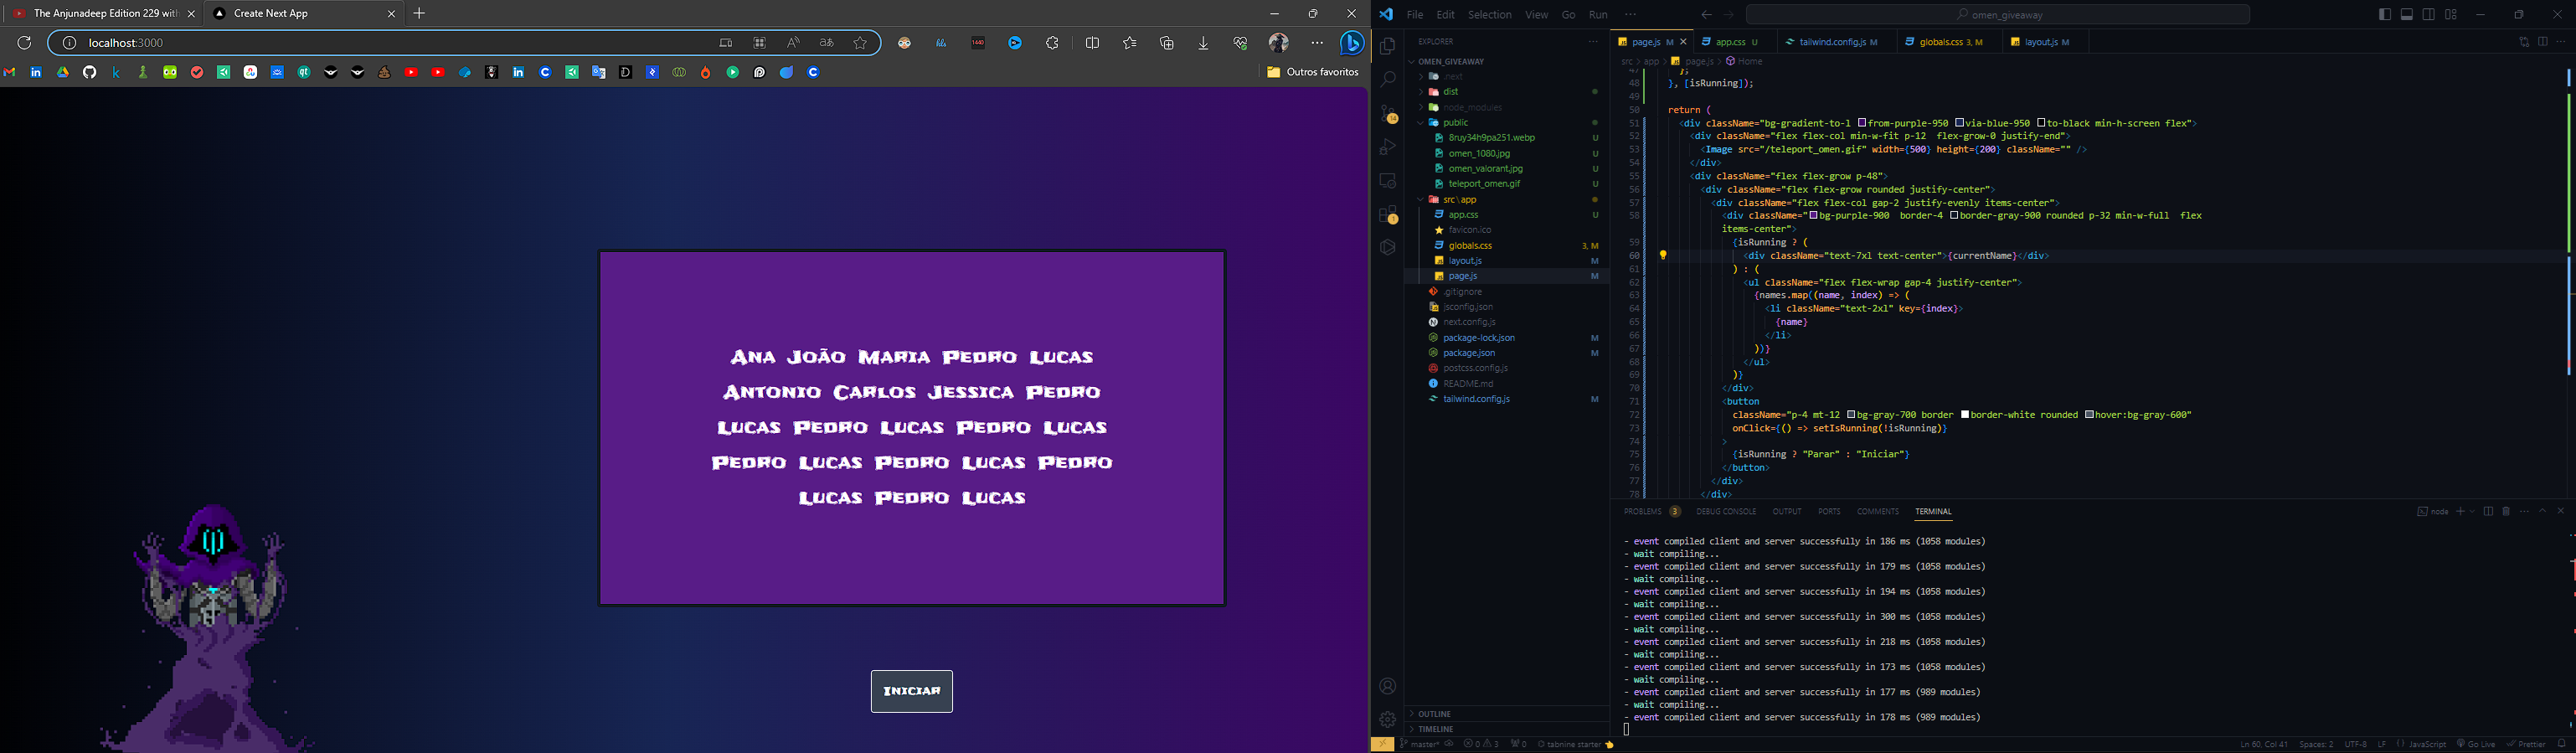 The Anjunadeep Edition 229 with
Create Next App
localhost:3000
Outros favoritos
Ana João Maria Pedro Lucas
Antonio Carlos Jessica Pedro
Lucas Pedro Lucas Pedro Lucas
Pedro Lucas Pedro Lucas Pedro
Lucas Pedro Lucas
Iniciar
File Edit Selection View Go Run ...
omen_giveaway
EXPLORER
OMEN_GIVEAWAY
.next
dist
node_modules
public
8ruy34h9pa251.webp U
omen_1080.jpg U
omen_valorant.jpg U
teleport_omen.gif U
src\app
app.css U
favicon.ico
globals.css 3, M
layout.js M
page.js M
.gitignore
jsconfig.json
next.config.js
package-lock.json M
package.json M
postcss.config.js
README.md
tailwind.config.js M
OUTLINE
TIMELINE
page.js M app.css U tailwind.config.js M globals.css 3, M layout.js M
src > app > page.js > Home
47 };
48 }, [isRunning]);
49
50 return (
51 <div className="bg-gradient-to-l from-purple-950 via-blue-950 to-black min-h-screen flex">
52 <div className="flex flex-col min-w-fit p-12  flex-grow-0 justify-end">
53 <Image src="/teleport_omen.gif" width={500} height={200} className="" />
54 </div>
55 <div className="flex flex-grow p-48">
56 <div className="flex flex-grow rounded justify-center">
57 <div className="flex flex-col gap-2 justify-evenly items-center">
58 <div className="bg-purple-900  border-4 border-gray-900 rounded p-32 min-w-full  flex
items-center">
59 {isRunning ? (
60 <div className="text-7xl text-center">{currentName}</div>
61 ) : (
62 <ul className="flex flex-wrap gap-4 justify-center">
63 {names.map((name, index) => (
64 <li className="text-2xl" key={index}>
65 {name}
66 </li>
67 ))}
68 </ul>
69 )}
70 </div>
71 <button
72 className="p-4 mt-12 bg-gray-700 border border-white rounded hover:bg-gray-600"
73 onClick={() => setIsRunning(!isRunning)}
74 >
75 {isRunning ? "Parar" : "Iniciar"}
76 </button>
77 </div>
78 </div>
PROBLEMS 3 DEBUG CONSOLE OUTPUT PORTS COMMENTS TERMINAL
node
- event compiled client and server successfully in 186 ms (1058 modules)
- wait compiling...
- event compiled client and server successfully in 179 ms (1058 modules)
- wait compiling...
- event compiled client and server successfully in 194 ms (1058 modules)
- wait compiling...
- event compiled client and server successfully in 300 ms (1058 modules)
- wait compiling...
- event compiled client and server successfully in 218 ms (1058 modules)
- wait compiling...
- event compiled client and server successfully in 173 ms (1058 modules)
- wait compiling...
- event compiled client and server successfully in 177 ms (989 modules)
- wait compiling...
- event compiled client and server successfully in 178 ms (989 modules)
master* 0 3 0 tabnine starter
Ln 60, Col 41 Spaces: 2 UTF-8 LF JavaScript Go Live Prettier